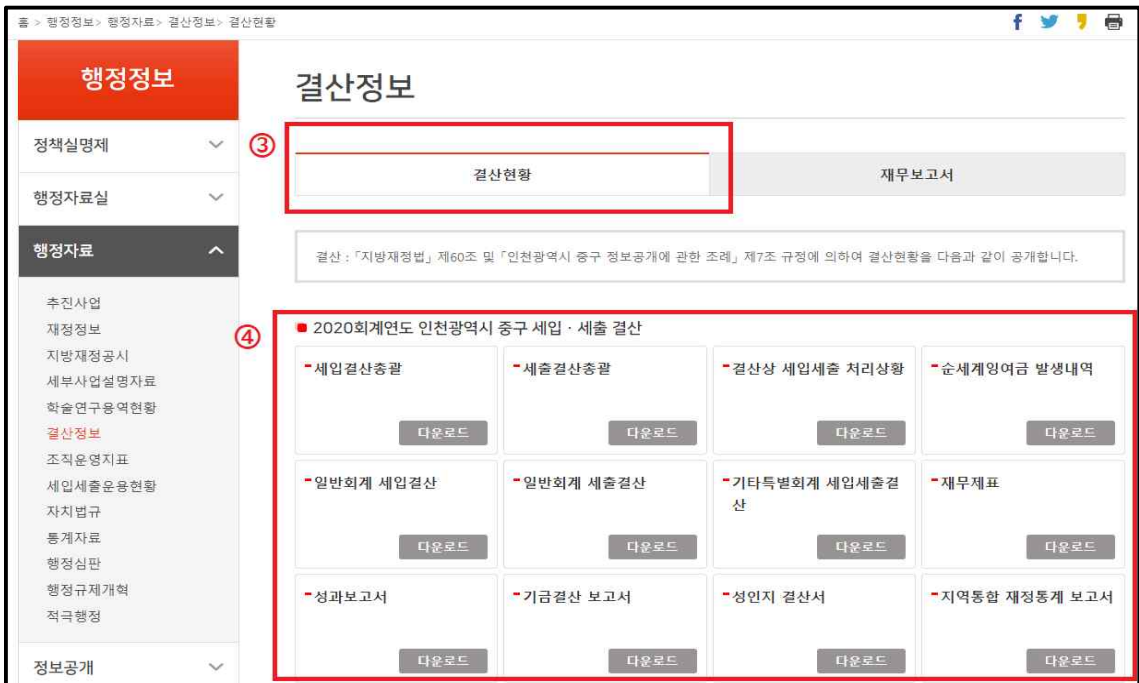 홈 > 행정정보> 행정자료> 결산정보> 결산현황
행정정보
정책실명제
행정자료실
행정자료
추진사업
재정정보
지방재정공시
세부사업설명자료
학술연구용역현황
결산정보
조직운영지표
세입세출운용현황
자치법규
통계자료
행정심판
행정규제개혁
적극행정
정보공개
결산정보
③
결산현황
재무보고서
결산 : 「지방재정법」 제60조 및 「인천광역시 중구 정보공개에 관한 조례」 제7조 규정에 의하여 결산현황을 다음과 같이 공개합니다.
④
2020회계연도 인천광역시 중구 세입 · 세출 결산
세입결산총괄
다운로드
세출결산총괄
다운로드
결산상 세입세출 처리상황
다운로드
순세계잉여금 발생내역
다운로드
일반회계 세입결산
다운로드
일반회계 세출결산
다운로드
기타특별회계 세입세출결
산
다운로드
재무제표
다운로드
성과보고서
다운로드
기금결산 보고서
다운로드
성인지 결산서
다운로드
지역통합 재정통계 보고서
다운로드